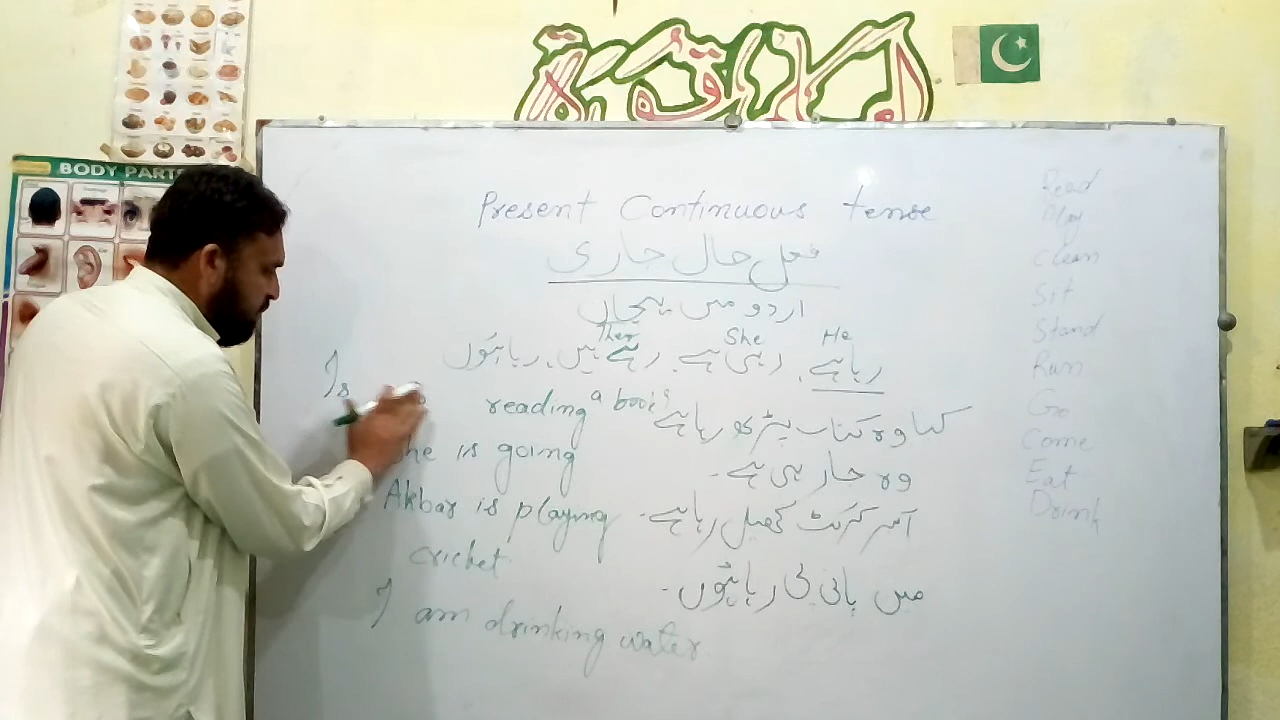 BODY PART
Present Continuous tense
فعل حال جاری
اردو میں پہچان
He She They
رہا ہے. رہی ہے. رہے ہیں. رہا ہوں
Is reading a book?
کیا وہ کتاب پڑھ رہا ہے
She is going
وہ جا رہی ہے۔
Akbar is playing cricket
کرکٹ کھیل رہا ہے۔
I am drinking water
میں پانی پی رہا ہوں۔
Read
Play
Clean
Sit
Stand
Run
Go
Come
Eat
Drink